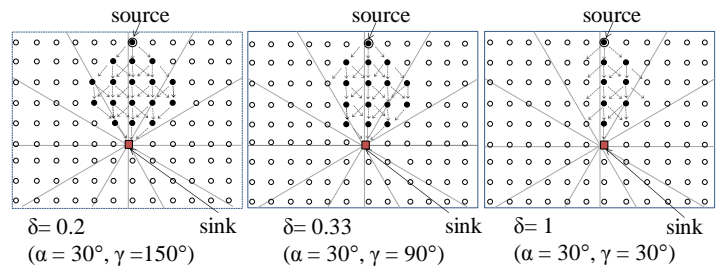 source
source
source
sink
sink
sink
δ= 0.2
(α = 30°, γ =150°)
δ= 0.33
(α = 30°, γ = 90°)
δ= 1
(α = 30°, γ = 30°)